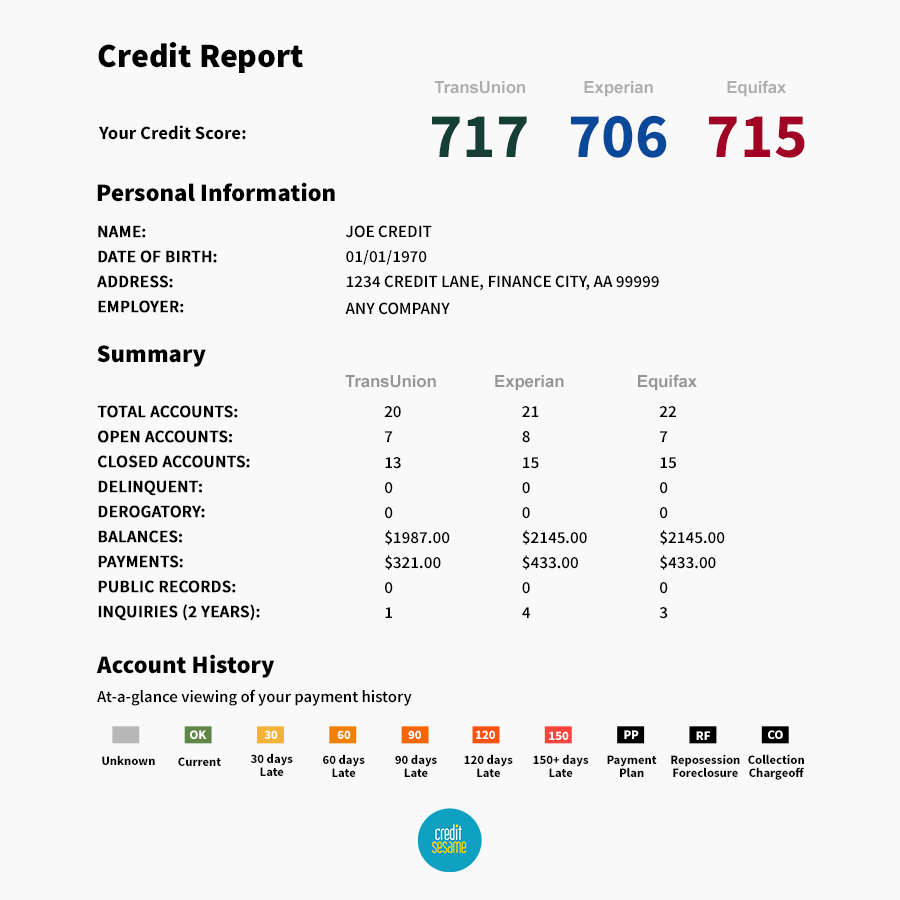 Credit Report
TransUnion Experian Equifax
Your Credit Score: 717 706 715
Personal Information
NAME: JOE CREDIT
DATE OF BIRTH: 01/01/1970
ADDRESS: 1234 CREDIT LANE, FINANCE CITY, AA 99999
EMPLOYER: ANY COMPANY
Summary
TransUnion Experian Equifax
TOTAL ACCOUNTS: 20 21 22
OPEN ACCOUNTS: 7 8 7
CLOSED ACCOUNTS: 13 15 15
DELINQUENT: 0 0 0
DEROGATORY: 0 0 0
BALANCES: $1987.00 $2145.00 $2145.00
PAYMENTS: $321.00 $433.00 $433.00
PUBLIC RECORDS: 0 0 0
INQUIRIES (2 YEARS): 1 4 3
Account History
At-a-glance viewing of your payment history
OK 30 60 90 120 150 PP RF CO
Unknown Current 30 days 60 days 90 days 120 days 150+ days Payment Reposession Collection
Late Late Late Late Late Plan Foreclosure Chargeoff
credit
sesame